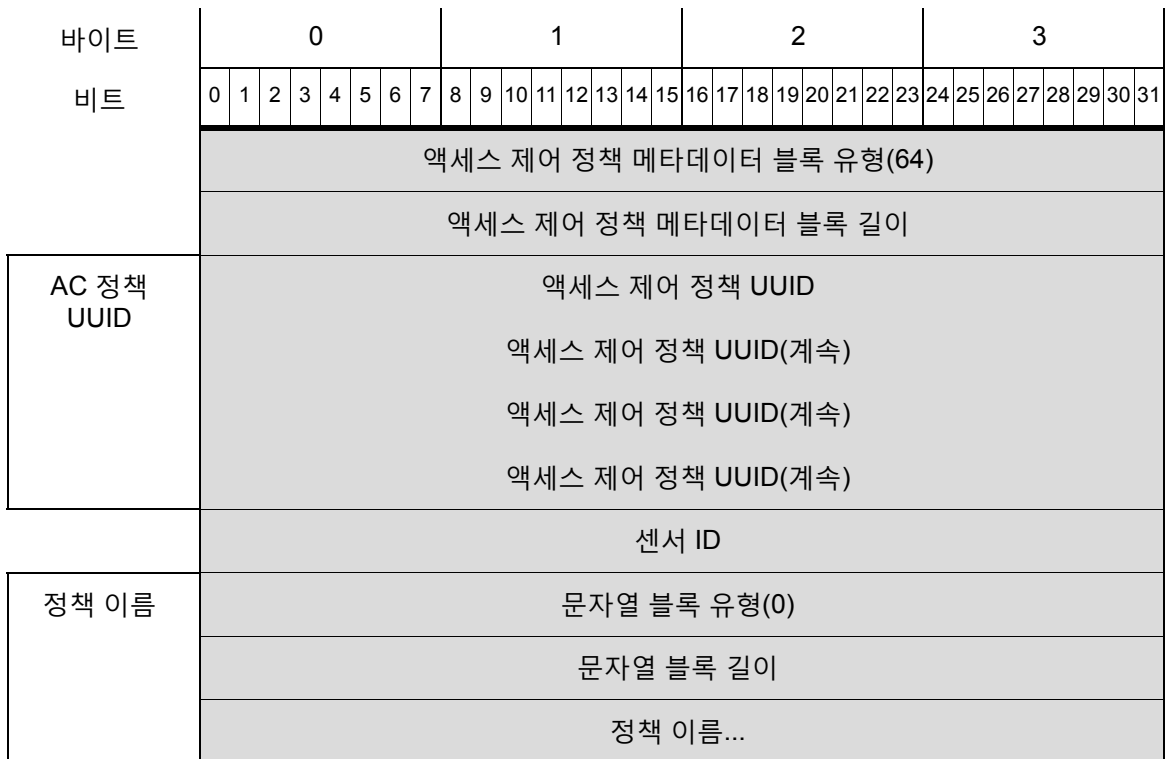 바이트 0 1 2 3
비트 0 1 2 3 4 5 6 7 8 9 10 11 12 13 14 15 16 17 18 19 20 21 22 23 24 25 26 27 28 29 30 31
액세스 제어 정책 메타데이터 블록 유형(64)
액세스 제어 정책 메타데이터 블록 길이
AC 정책
UUID
액세스 제어 정책 UUID
액세스 제어 정책 UUID(계속)
액세스 제어 정책 UUID(계속)
액세스 제어 정책 UUID(계속)
센서 ID
정책 이름
문자열 블록 유형(0)
문자열 블록 길이
정책 이름...